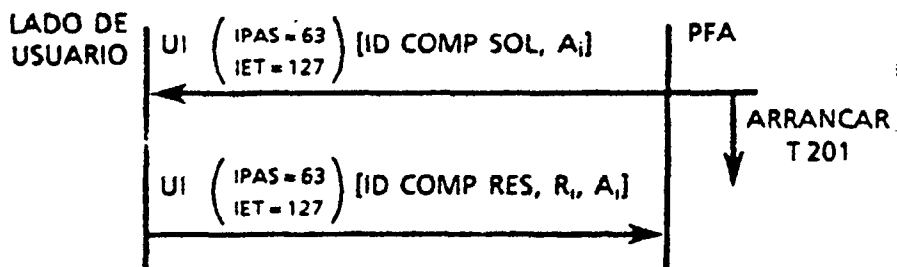 LADO DE
USUARIO
UI ( IPAS = 63
IET = 127 ) [ID COMP SOL, Ai]
PFA
ARRANCAR
T 201
UI ( IPAS = 63
IET = 127 ) [ID COMP RES, Ri, Ai]